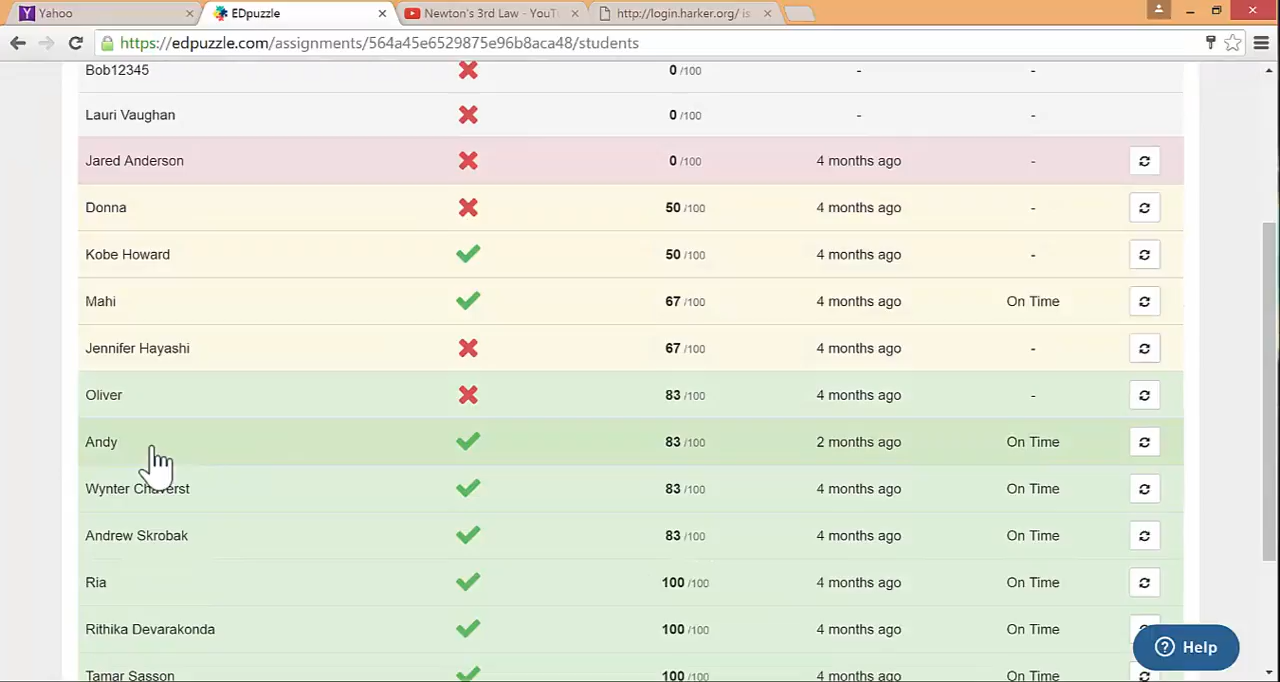 Yahoo EDpuzzle Newton's 3rd Law - YouT http://login.harker.org/ is
https://edpuzzle.com/assignments/564a45e6529875e96b8aca48/students
Bob12345 0 /100 - -
Lauri Vaughan 0 /100 - -
Jared Anderson 0 /100 4 months ago -
Donna 50 /100 4 months ago -
Kobe Howard 50 /100 4 months ago -
Mahi 67 /100 4 months ago On Time
Jennifer Hayashi 67 /100 4 months ago -
Oliver 83 /100 4 months ago -
Andy 83 /100 2 months ago On Time
Wynter 83 /100 4 months ago On Time
Andrew Skrobak 83 /100 4 months ago On Time
Ria 100 /100 4 months ago On Time
Rithika Devarakonda 100 /100 4 months ago On Time
Help
Tamar Sasson 100 /100 4 months ago On Time